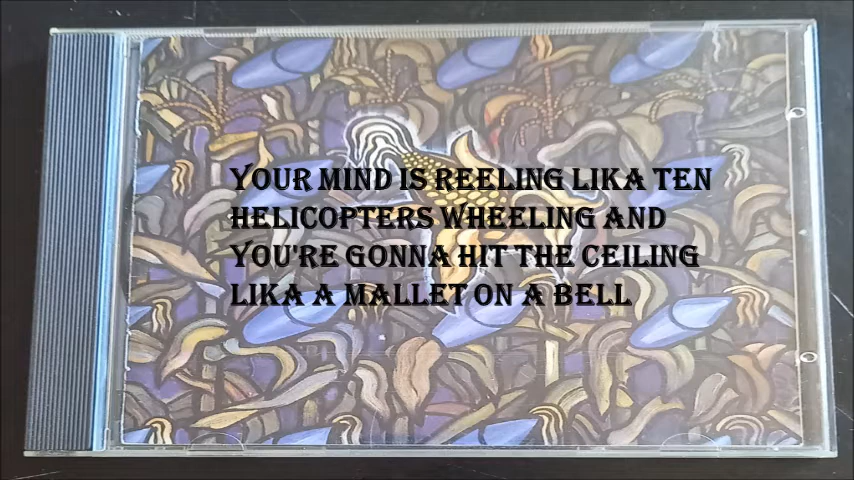 YOUR MIND IS REELING LIKA TEN
HELICOPTERS WHEELING AND
YOU'RE GONNA HIT THE CEILING
LIKA A MALLET ON A BELL